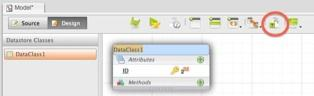 Model*
Source
Design
Datastore Classes
DataClass1
DataClass1
Attributes
ID
Methods